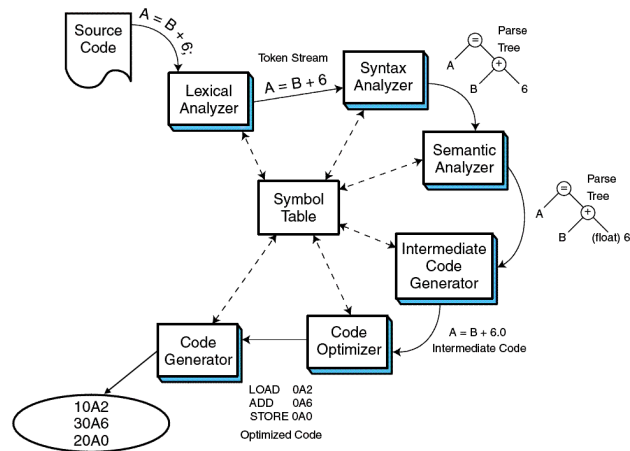 Source
Code
A = B + 6;
Lexical
Analyzer
Token Stream
A = B + 6
Syntax
Analyzer
Parse
Tree
=
A
+
B
6
Semantic
Analyzer
Parse
Tree
=
A
+
B
(float) 6
Symbol
Table
Intermediate
Code
Generator
A = B + 6.0
Intermediate Code
Code
Optimizer
LOAD 0A2
ADD 0A6
STORE 0A0
Optimized Code
Code
Generator
10A2
30A6
20A0